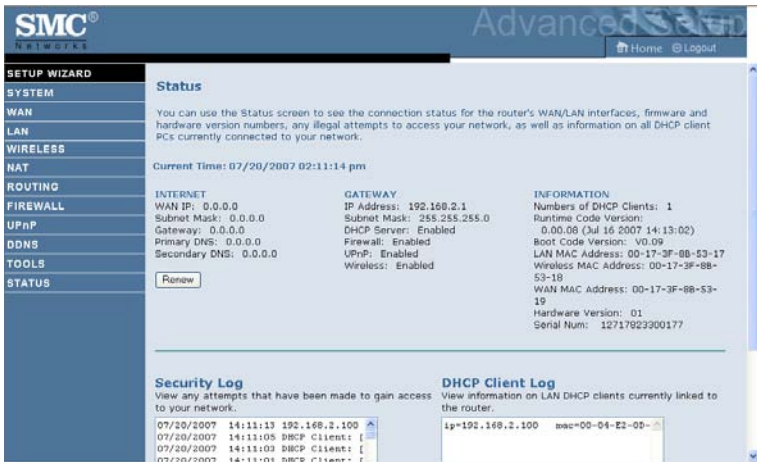 SMC®
Networks
Advanced Setup
Home Logout
SETUP WIZARD
SYSTEM
WAN
LAN
WIRELESS
NAT
ROUTING
FIREWALL
UPnP
DDNS
TOOLS
STATUS
Status
You can use the Status screen to see the connection status for the router's WAN/LAN interfaces, firmware and
hardware version numbers, any illegal attempts to access your network, as well as information on all DHCP client
PCs currently connected to your network.
Current Time: 07/20/2007 02:11:14 pm
INTERNET
WAN IP: 0.0.0.0
Subnet Mask: 0.0.0.0
Gateway: 0.0.0.0
Primary DNS: 0.0.0.0
Secondary DNS: 0.0.0.0
Renew
GATEWAY
IP Address: 192.168.2.1
Subnet Mask: 255.255.255.0
DHCP Server: Enabled
Firewall: Enabled
UPnP: Enabled
Wireless: Enabled
INFORMATION
Numbers of DHCP Clients: 1
Runtime Code Version:
0.00.08 (Jul 16 2007 14:13:02)
Boot Code Version: V0.09
LAN MAC Address: 00-17-3F-8B-53-17
Wireless MAC Address: 00-17-3F-8B-
53-18
WAN MAC Address: 00-17-3F-8B-53-
19
Hardware Version: 01
Serial Num: 12717823300177
Security Log
View any attempts that have been made to gain access
to your network.
07/20/2007 14:11:13 192.168.2.100
07/20/2007 14:11:05 DHCP Client: [
07/20/2007 14:11:03 DHCP Client: [
07/20/2007 14:11:01 DHCP Client: [
DHCP Client Log
View information on LAN DHCP clients currently linked to
the router.
ip=192.168.2.100 mac=00-04-E2-0D-